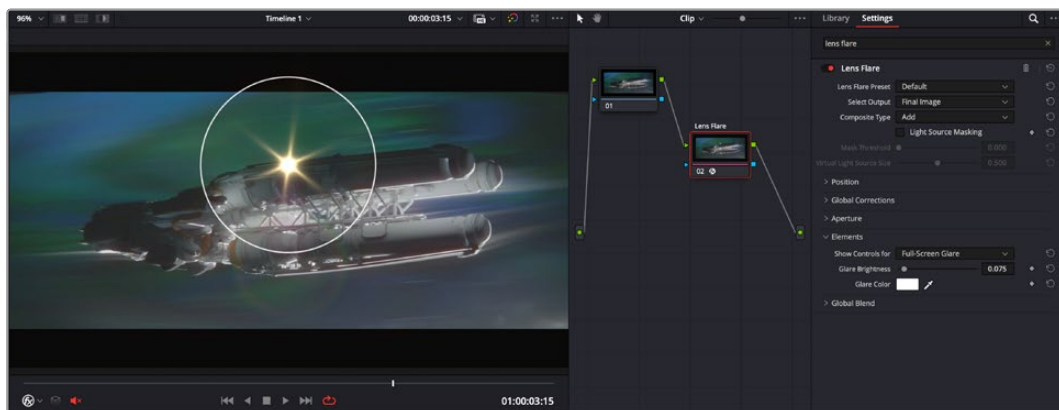 96%
Timeline 1
00:00:03:15
Clip
Library
Settings
lens flare
Lens Flare
Lens Flare Preset
Default
Select Output
Final Image
Composite Type
Add
Light Source Masking
Mask Threshold
0.000
Virtual Light Source Size
0.500
Position
Global Corrections
Aperture
Elements
Show Controls for
Full-Screen Glare
Glare Brightness
0.075
Glare Color
Global Blend
01
Lens Flare
02
01:00:03:15